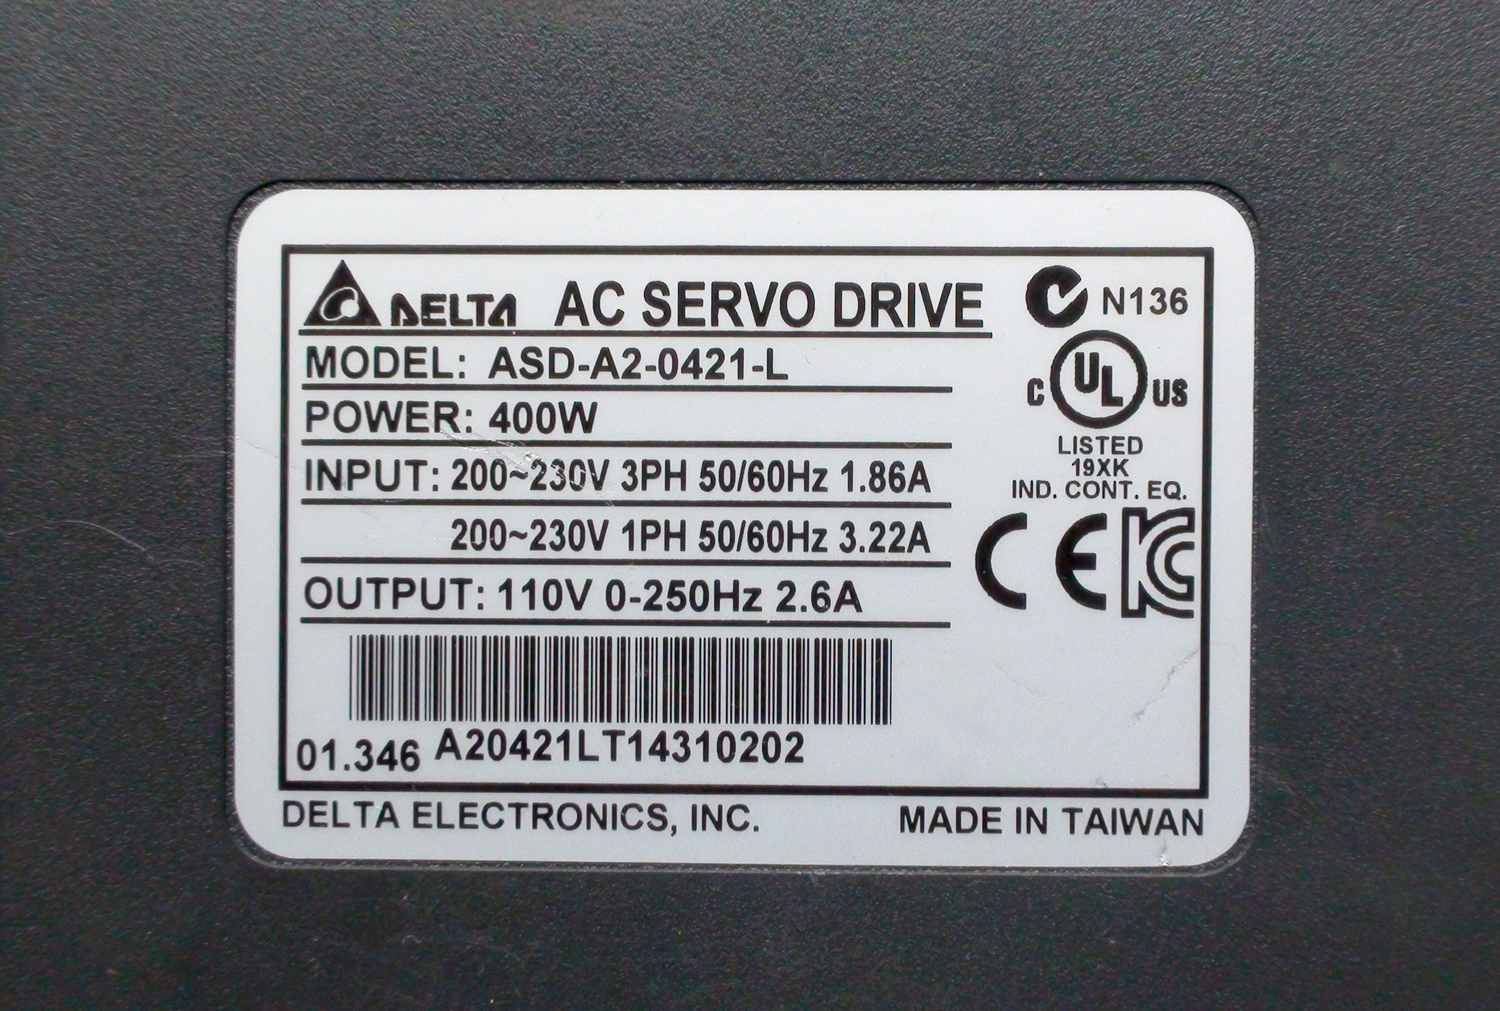 DELTA AC SERVO DRIVE
N136
MODEL: ASD-A2-0421-L
C UL US
POWER: 400W
LISTED
19XK
IND. CONT. EQ.
INPUT: 200~230V 3PH 50/60Hz 1.86A
200~230V 1PH 50/60Hz 3.22A
CE KC
OUTPUT: 110V 0-250Hz 2.6A
01.346 A20421LT14310202
DELTA ELECTRONICS, INC. MADE IN TAIWAN